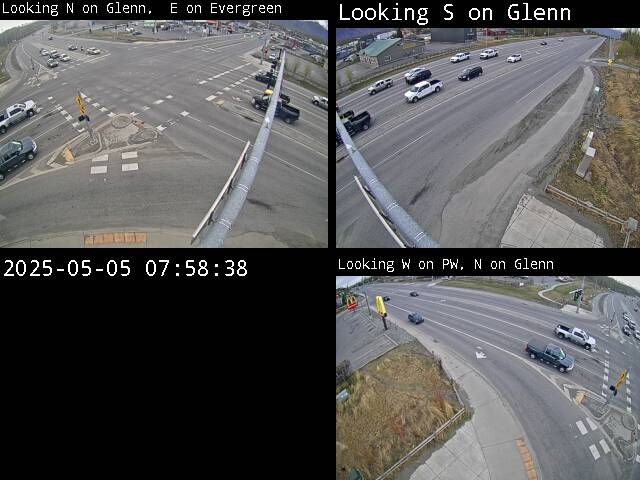 Looking N on Glenn, E on Evergreen
Looking S on Glenn
2025-05-05 07:58:38
Looking W on PW, N on Glenn